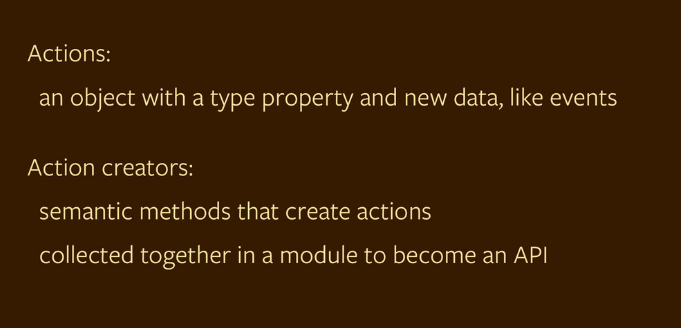 Actions:
an object with a type property and new data, like events
Action creators:
semantic methods that create actions
collected together in a module to become an API